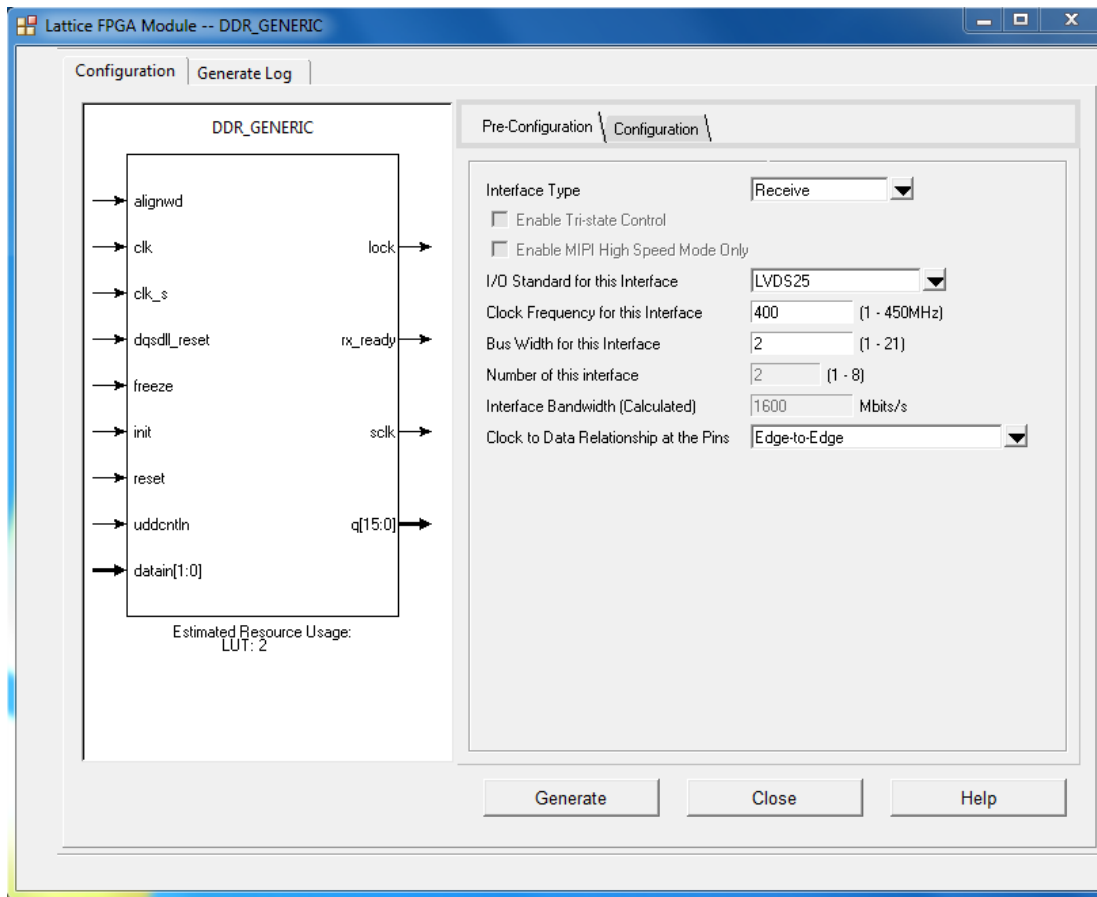 Lattice FPGA Module -- DDR_GENERIC
Configuration Generate Log
DDR_GENERIC
alignwd
clk lock
clk_s
dqsdll_reset rx_ready
freeze
init sclk
reset
uddcntln q[15:0]
datain[1:0]
Estimated Resource Usage:
LUT: 2
Pre-Configuration Configuration
Interface Type Receive
Enable Tri-state Control
Enable MIPI High Speed Mode Only
I/O Standard for this Interface LVDS25
Clock Frequency for this Interface 400 (1 - 450MHz)
Bus Width for this Interface 2 (1 - 21)
Number of this interface 2 (1 - 8)
Interface Bandwidth (Calculated) 1600 Mbits/s
Clock to Data Relationship at the Pins Edge-to-Edge
Generate Close Help